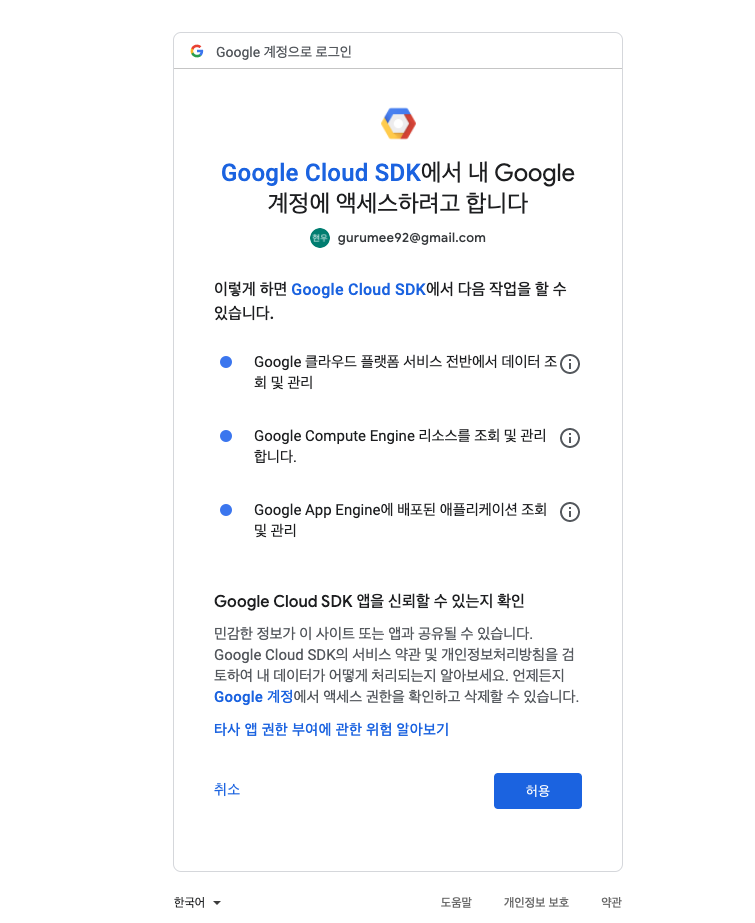 Google 계정으로 로그인
Google Cloud SDK에서 내 Google
계정에 액세스하려고 합니다
현우 gurumee92@gmail.com
이렇게 하면 Google Cloud SDK에서 다음 작업을 할 수
있습니다.
Google 클라우드 플랫폼 서비스 전반에서 데이터 조
회 및 관리
Google Compute Engine 리소스를 조회 및 관리
합니다.
Google App Engine에 배포된 애플리케이션 조회
및 관리
Google Cloud SDK 앱을 신뢰할 수 있는지 확인
민감한 정보가 이 사이트 또는 앱과 공유될 수 있습니다.
Google Cloud SDK의 서비스 약관 및 개인정보처리방침을 검
토하여 내 데이터가 어떻게 처리되는지 알아보세요. 언제든지
Google 계정에서 액세스 권한을 확인하고 삭제할 수 있습니다.
타사 앱 권한 부여에 관한 위험 알아보기
취소 허용
한국어 도움말 개인정보 보호 약관